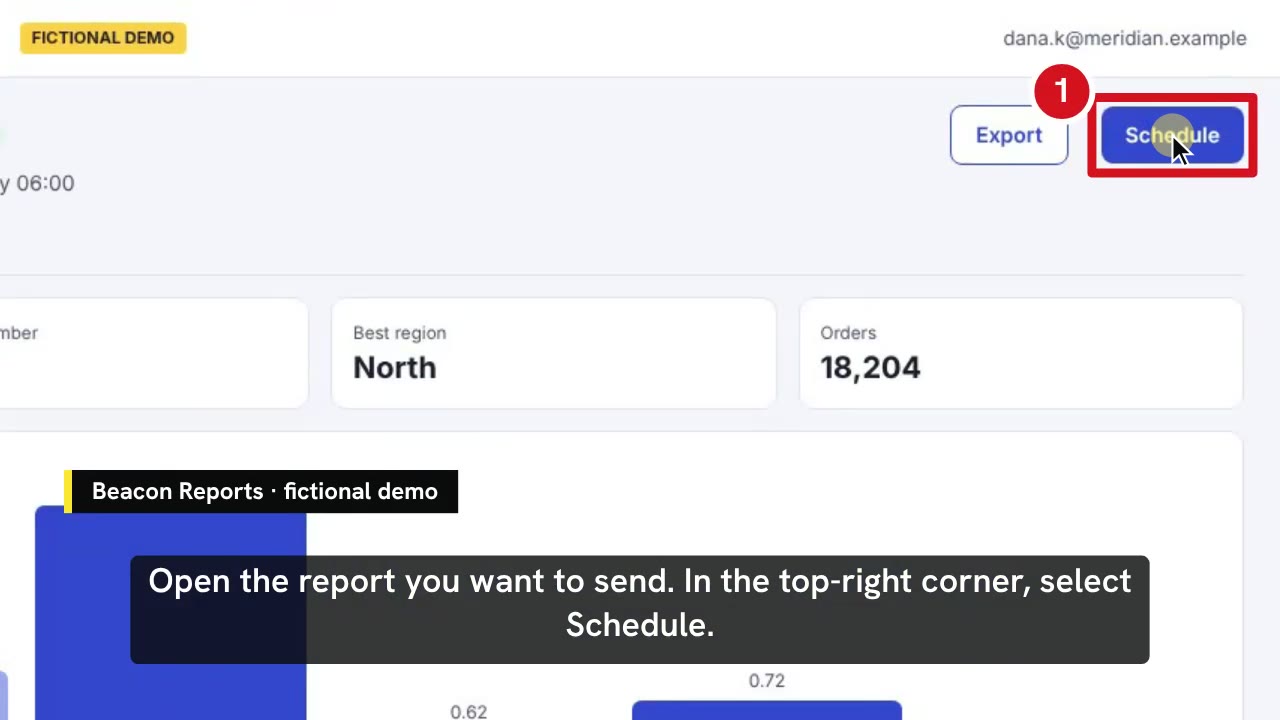 FICTIONAL DEMO
dana.k@meridian.example
1
Export
Schedule
y 06:00
mber
Best region
North
Orders
18,204
Beacon Reports · fictional demo
Open the report you want to send. In the top-right corner, select
Schedule.
0.72
0.62